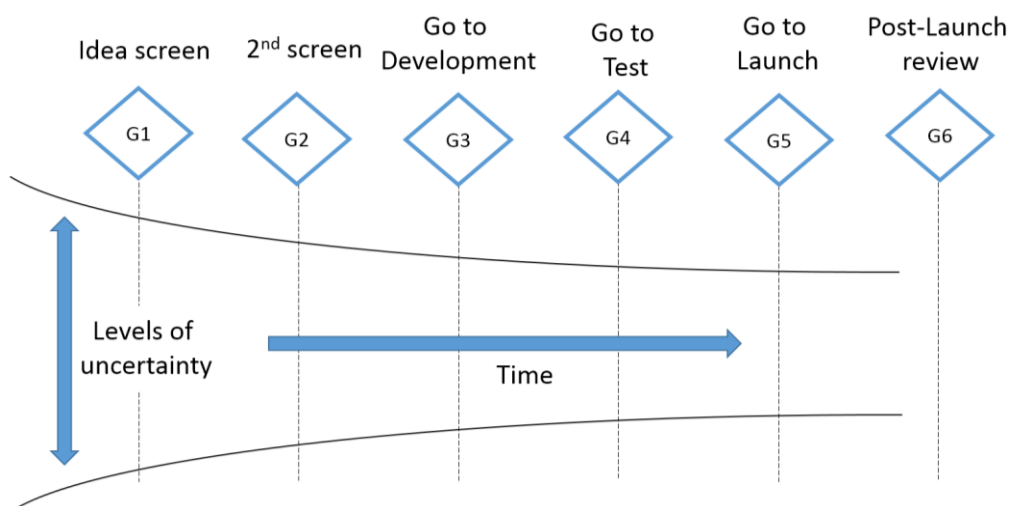 Idea screen
2nd screen
Go to
Development
Go to
Test
Go to
Launch
Post-Launch
review
G1
G2
G3
G4
G5
G6
Levels of
uncertainty
Time